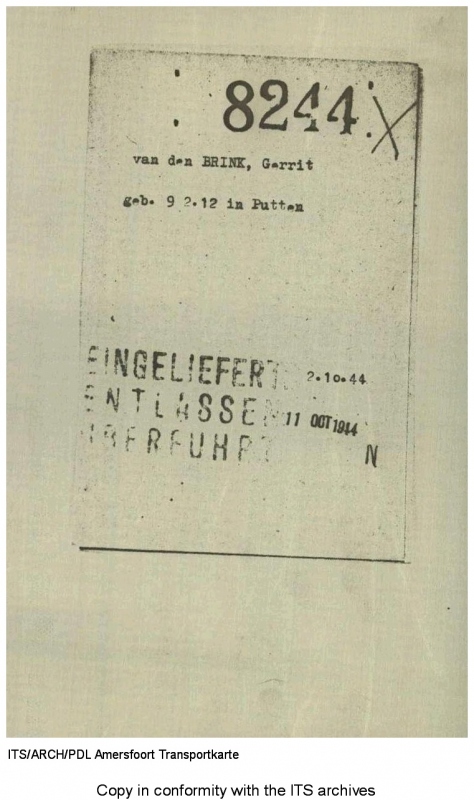 8244
van den BRINK, Gerrit
geb. 9 2.12 in Putten
EINGELIEFERT 2.10.44
ENTLASSEN 11 OCT 1944
ÜBERFUHRT N
ITS/ARCH/PDL Amersfoort Transportkarte
Copy in conformity with the ITS archives